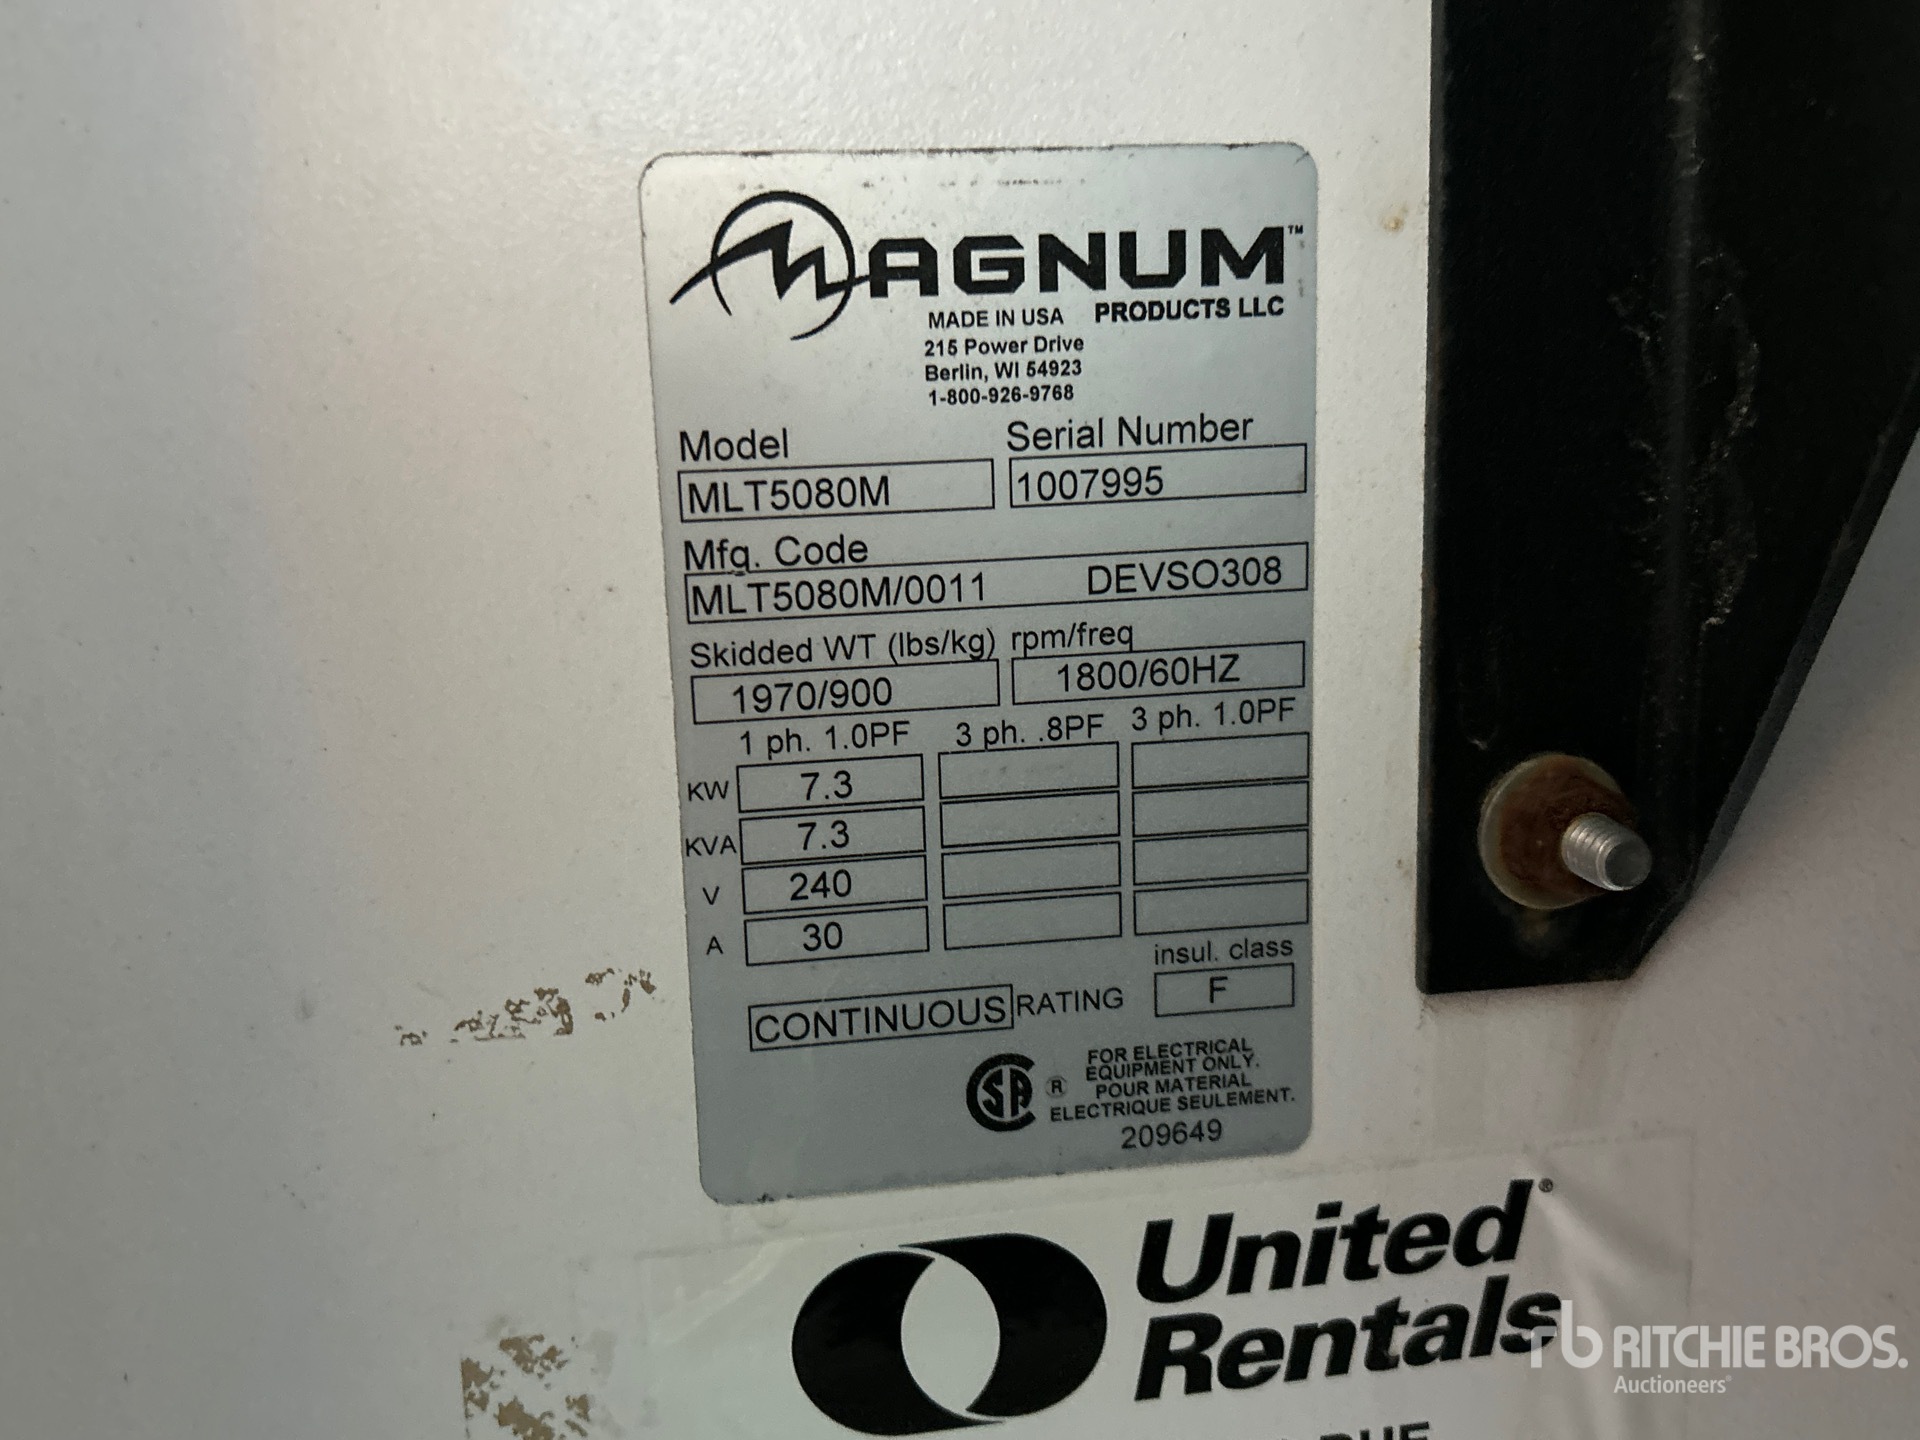 MAGNUM™
MADE IN USA PRODUCTS LLC
215 Power Drive
Berlin, WI 54923
1-800-926-9768
Model Serial Number
MLT5080M 1007995
Mfg. Code
MLT5080M/0011 DEVSO308
Skidded WT (lbs/kg) rpm/freq
1970/900 1800/60HZ
1 ph. 1.0PF 3 ph. .8PF 3 ph. 1.0PF
KW 7.3
KVA 7.3
V 240
A 30
insul. class
CONTINUOUS RATING F
FOR ELECTRICAL
EQUIPMENT ONLY.
POUR MATERIAL
ELECTRIQUE SEULEMENT.
CSA ®
209649
United®
Rentals
rb RITCHIE BROS.
Auctioneers